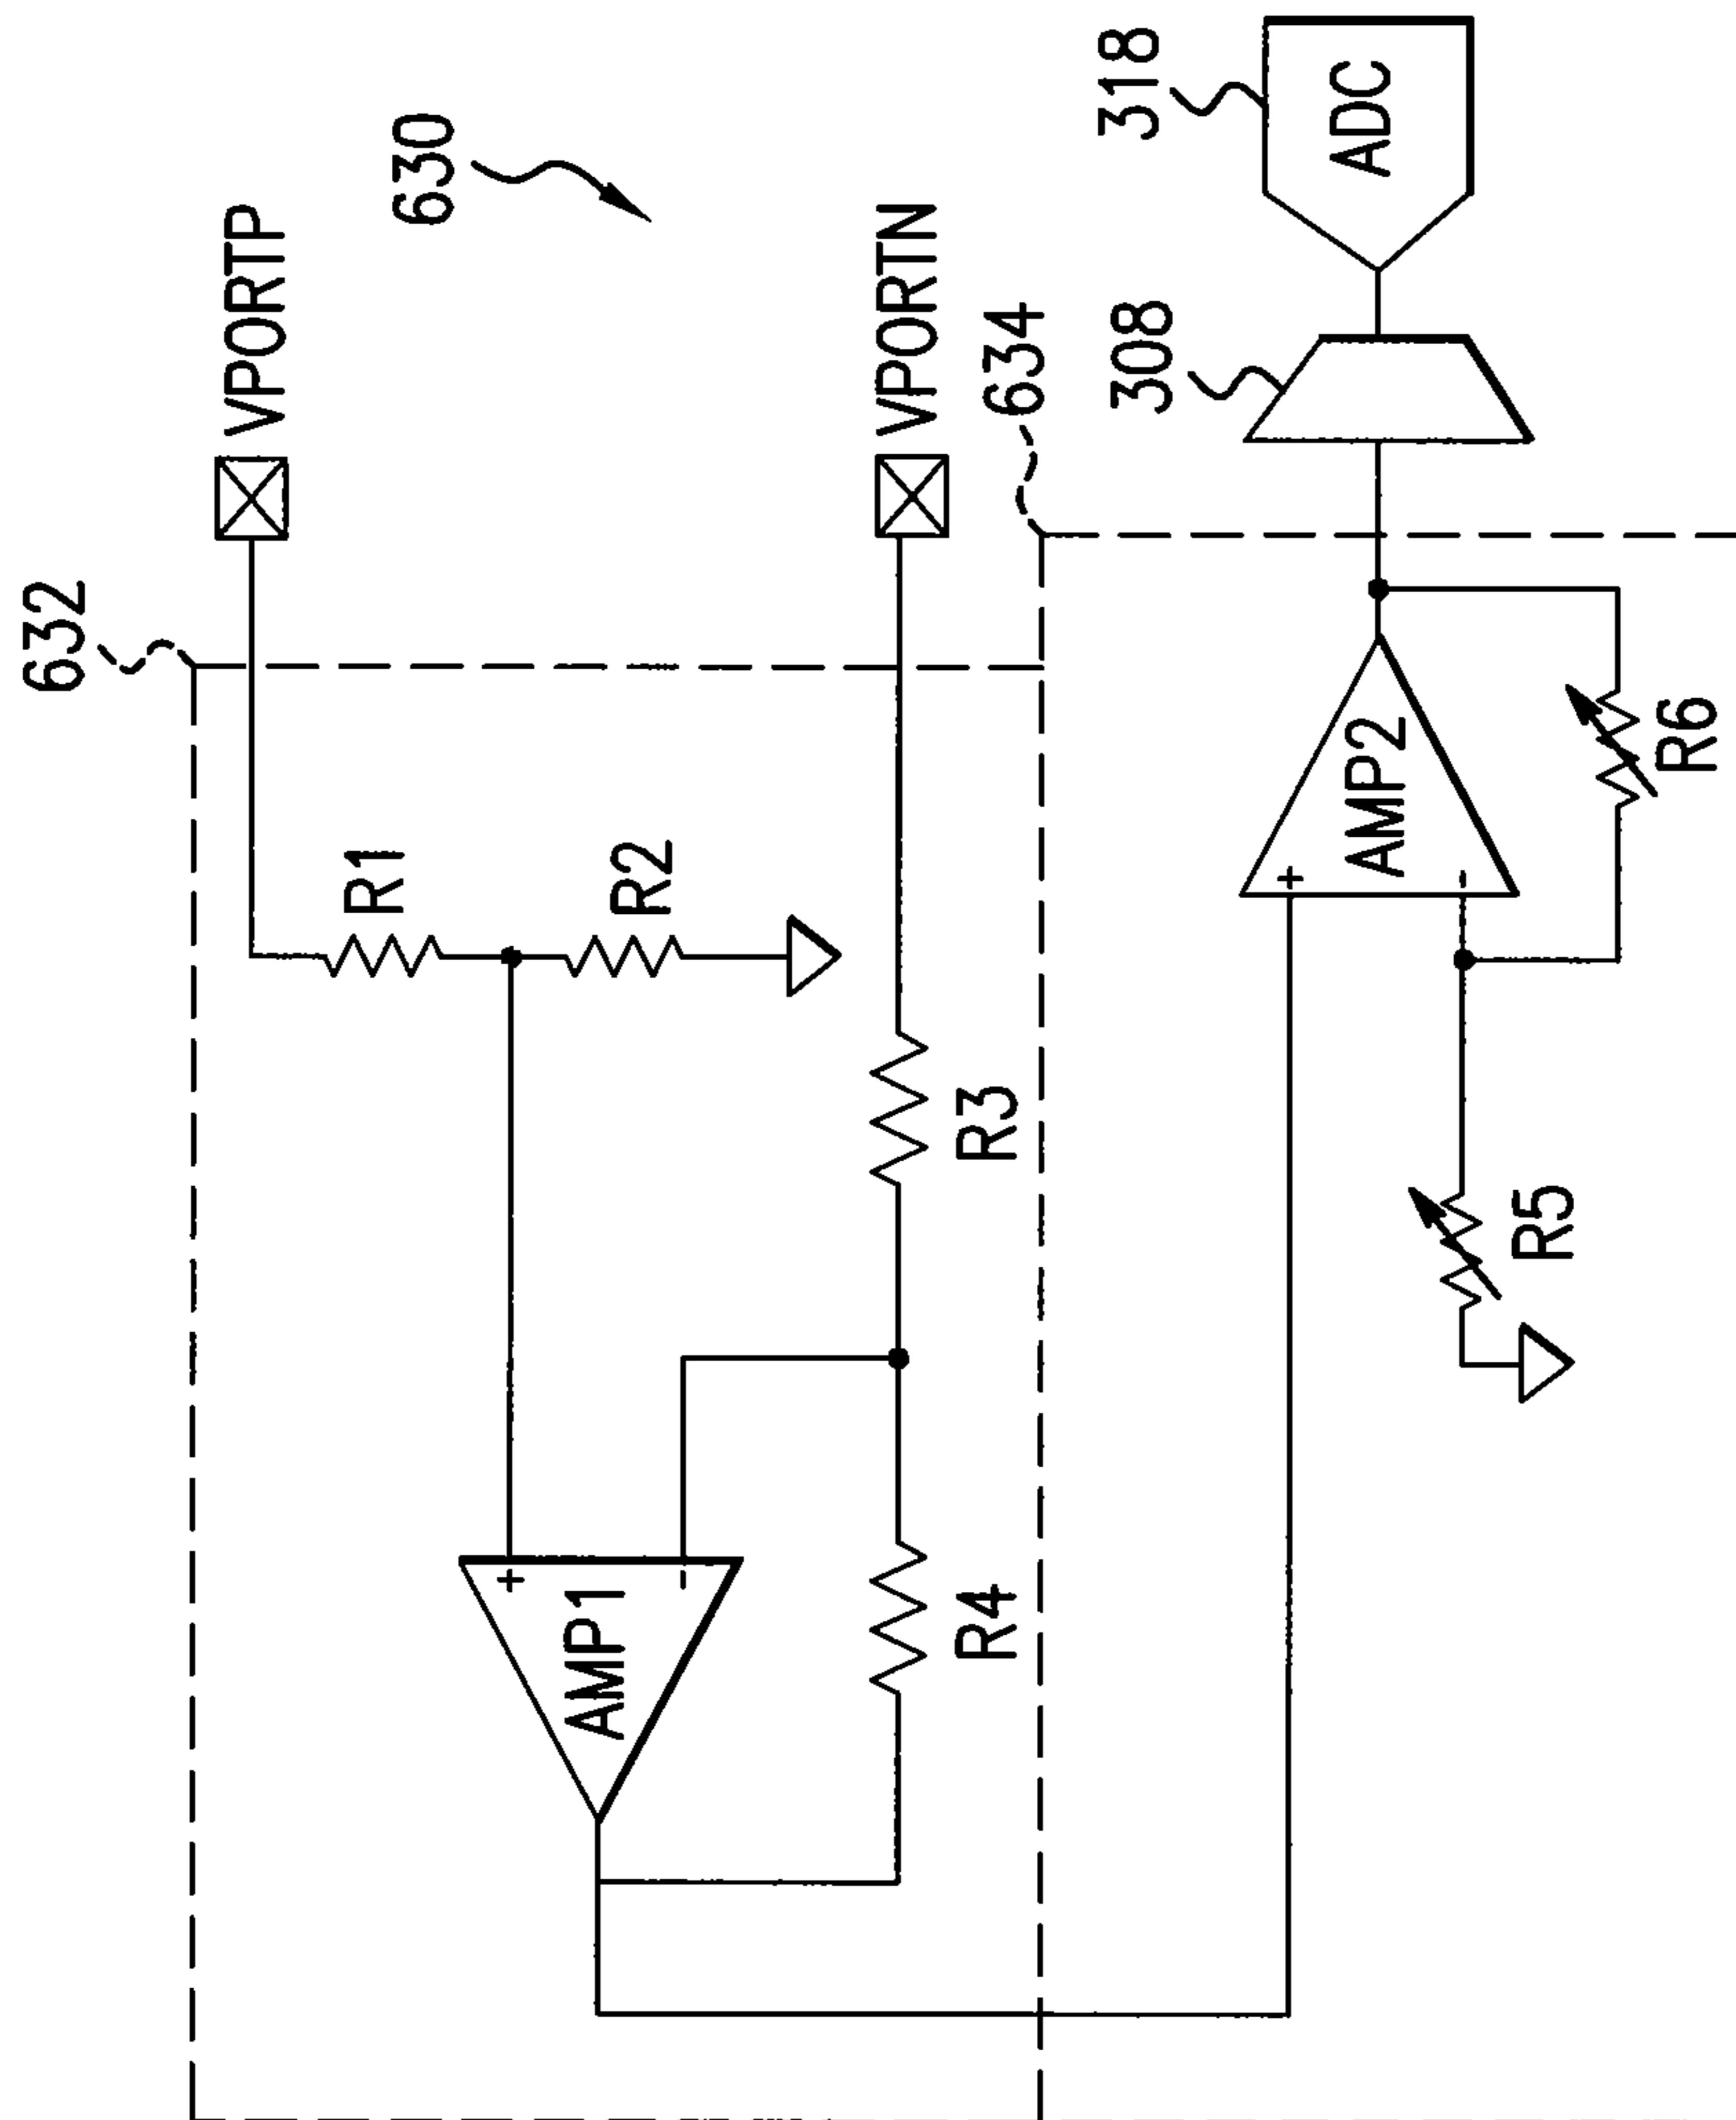 632
VPORTP
630
R1
R2
VPORTN
634
R3
+
-
AMP1
R4
318
ADC
308
+
-
AMP2
R6
R5